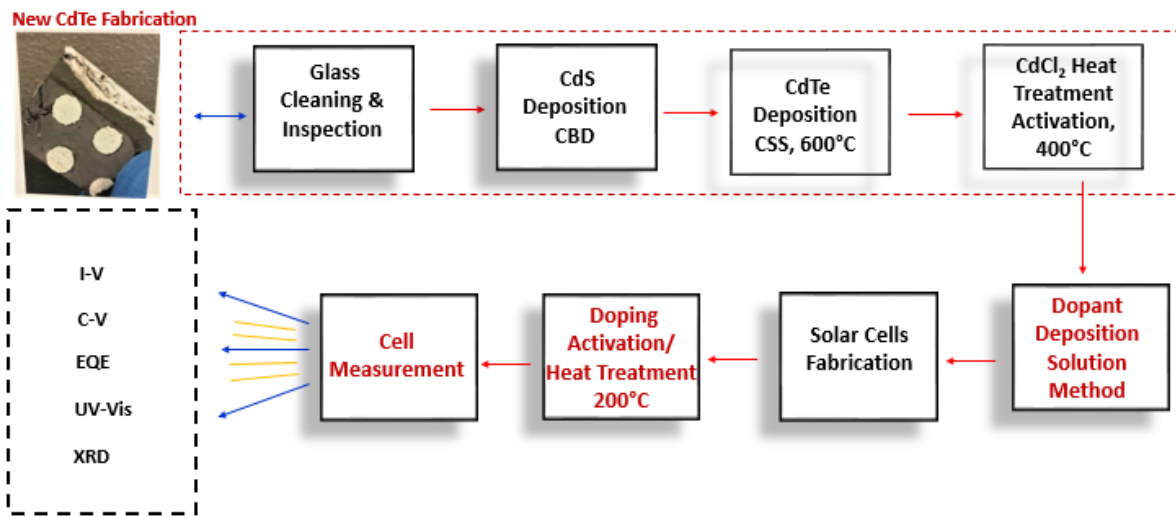 New CdTe Fabrication
Glass
Cleaning &
Inspection
CdS
Deposition
CBD
CdTe
Deposition
CSS, 600°C
CdCl₂ Heat
Treatment
Activation,
400°C
Dopant
Deposition
Solution
Method
Solar Cells
Fabrication
Doping
Activation/
Heat Treatment
200°C
Cell
Measurement
I-V
C-V
EQE
UV-Vis
XRD